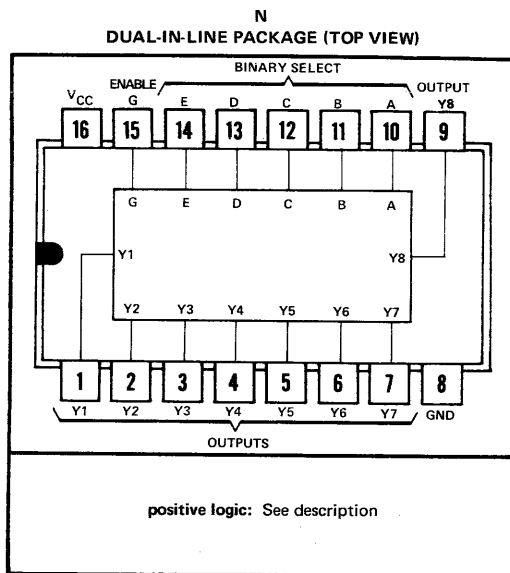 N
DUAL-IN-LINE PACKAGE (TOP VIEW)
BINARY SELECT
ENABLE OUTPUT
VCC G E D C B A Y8
16 15 14 13 12 11 10 9
G E D C B A
Y1 Y8
Y2 Y3 Y4 Y5 Y6 Y7
1 2 3 4 5 6 7 8
Y1 Y2 Y3 Y4 Y5 Y6 Y7 GND
OUTPUTS
positive logic: See description